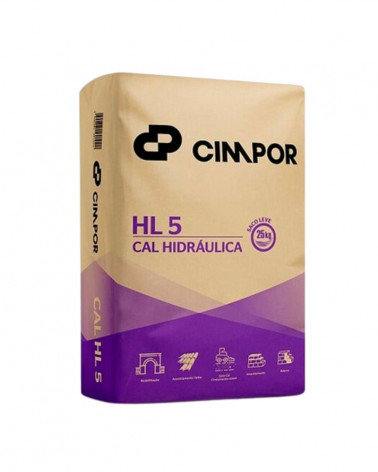 CIMPOR
HL 5
CAL HIDRÁULICA
SACO LEVE
25kg
CIMPOR
CAL HL 5